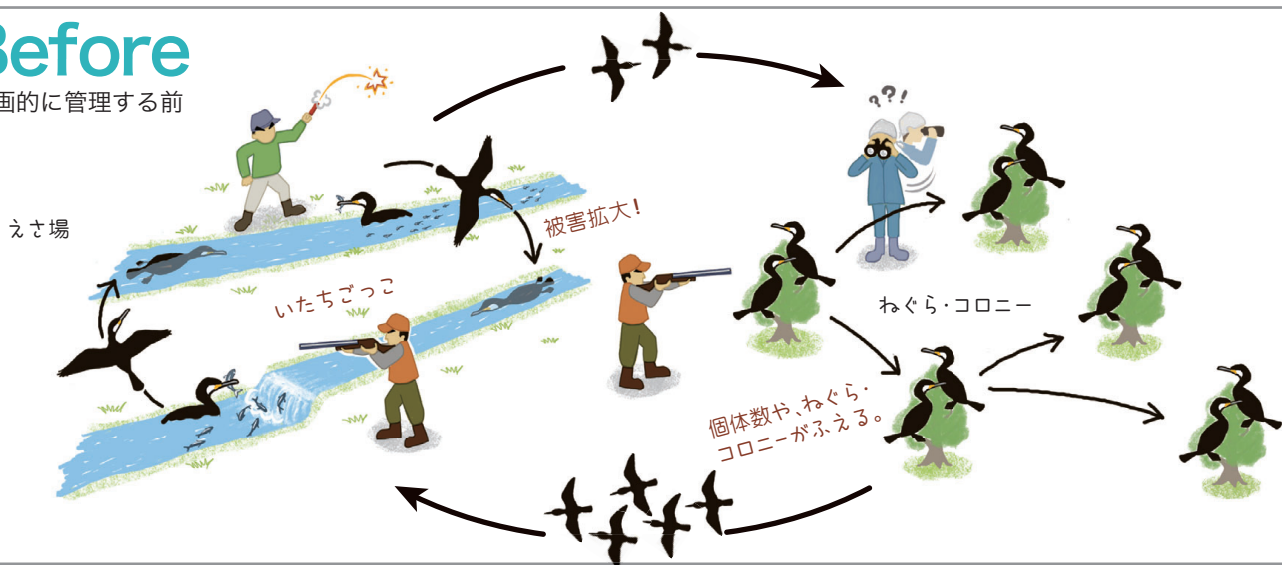 Before
画的に管理する前
えさ場
いたちごっこ
被害拡大!
??!
ねぐら・コロニー
個体数や、ねぐら・
コロニーがふえる。